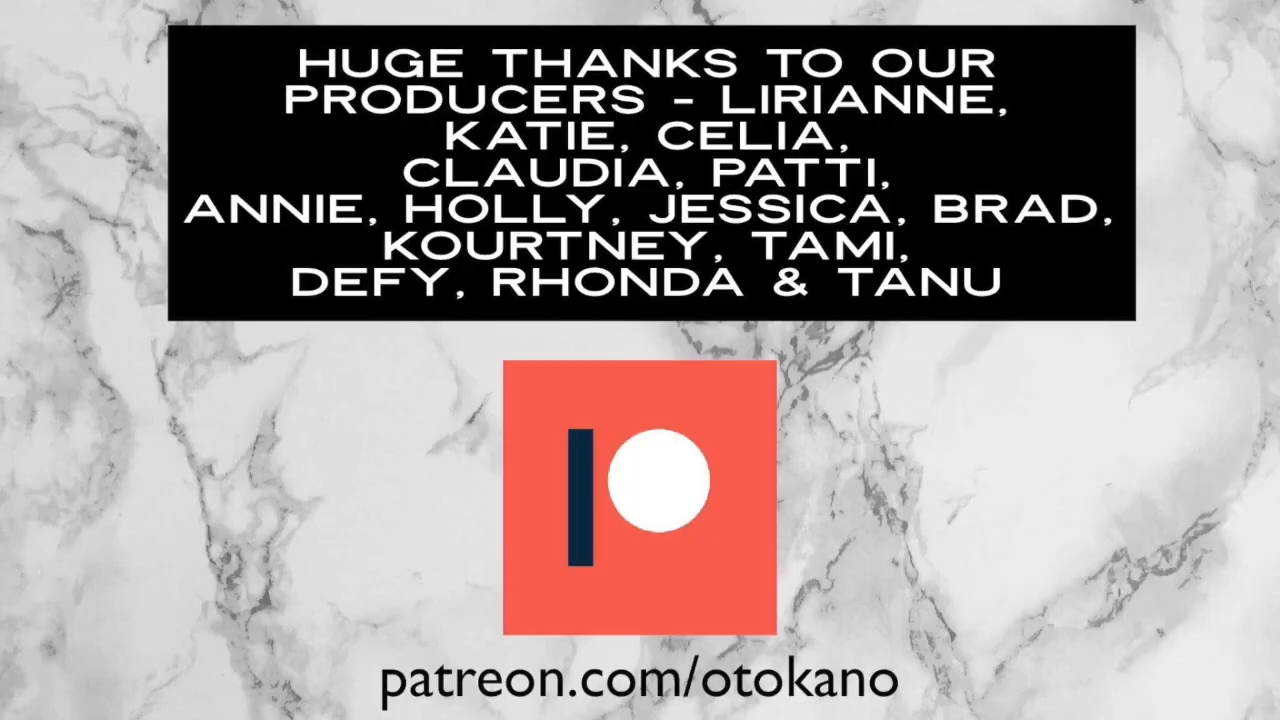 HUGE THANKS TO OUR
PRODUCERS - LIRIANNE,
KATIE, CELIA,
CLAUDIA, PATTI,
ANNIE, HOLLY, JESSICA, BRAD,
KOURTNEY, TAMI,
DEFY, RHONDA & TANU
patreon.com/otokano